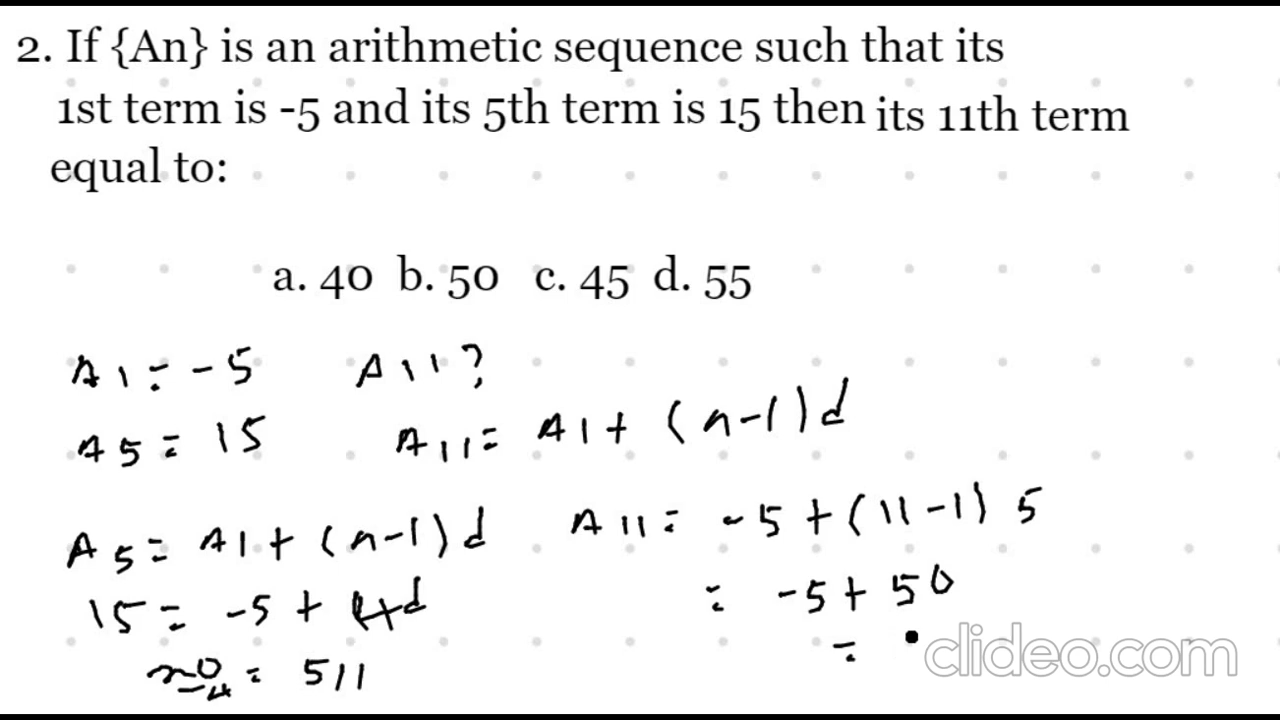 2. If {An} is an arithmetic sequence such that its
1st term is -5 and its 5th term is 15 then its 11th term
equal to:
a. 40 b. 50 c. 45 d. 55
A1 = -5 A11?
A5 = 15 A11 = A1 + (n-1)d
A5 = A1 + (n-1)d A11 = -5 + (11-1) 5
15 = -5 + 4d = -5 + 50
= 5 =
clideo.com